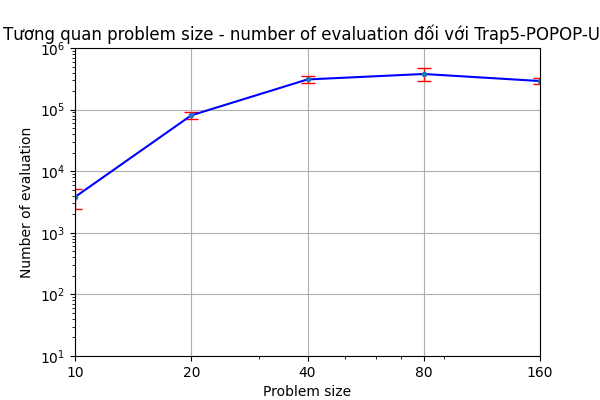 Tương quan problem size - number of evaluation đối với Trap5-POPOP-U
10⁶
10⁵
10⁴
10³
10²
10¹
Number of evaluation
10 20 40 80 160
Problem size